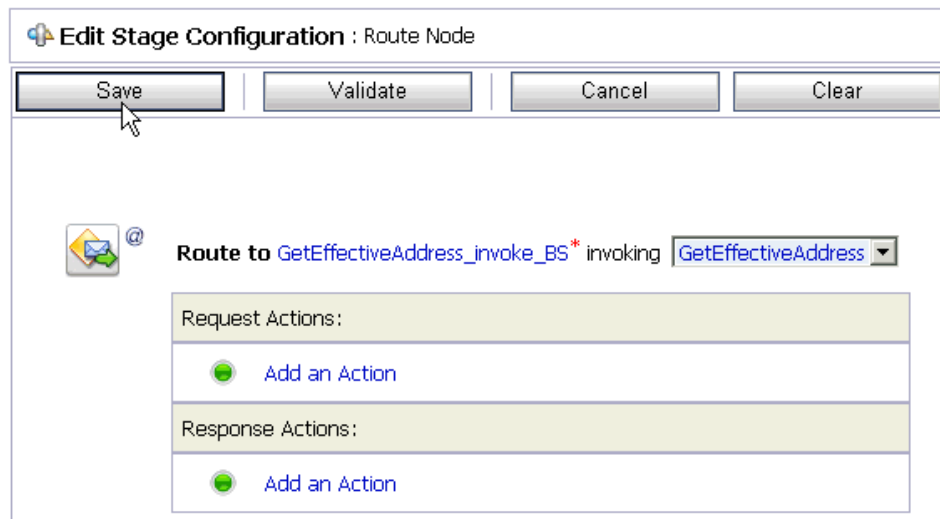 Edit Stage Configuration : Route Node
Save Validate Cancel Clear
@ Route to GetEffectiveAddress_invoke_BS* invoking GetEffectiveAddress
Request Actions:
Add an Action
Response Actions:
Add an Action